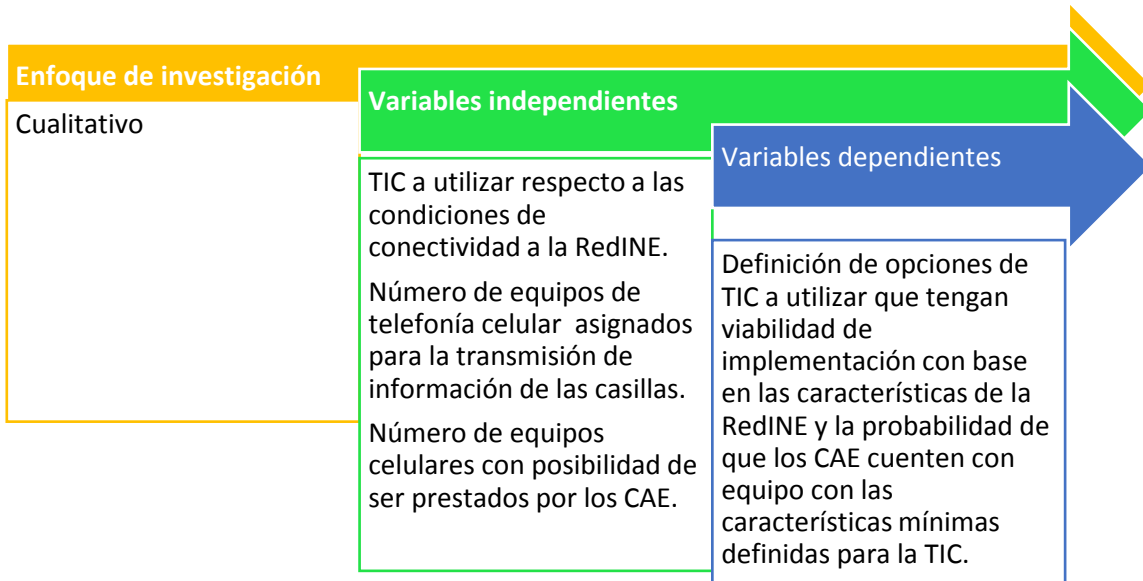 Enfoque de investigación
Cualitativo
Variables independientes
TIC a utilizar respecto a las
condiciones de
conectividad a la RedINE.
Número de equipos de
telefonía celular asignados
para la transmisión de
información de las casillas.
Número de equipos
celulares con posibilidad de
ser prestados por los CAE.
Variables dependientes
Definición de opciones de
TIC a utilizar que tengan
viabilidad de
implementación con base
en las características de la
RedINE y la probabilidad de
que los CAE cuenten con
equipo con las
características mínimas
definidas para la TIC.